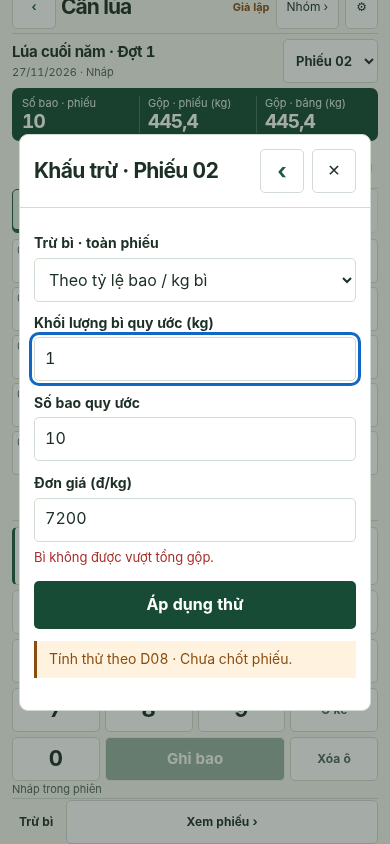 ‹ Cân lúa Giả lập Nhóm › ⚙
Lúa cuối năm · Đợt 1
27/11/2026 · Nháp
Phiếu 02
Số bao · phiếu Gộp · phiếu (kg) Gộp · bảng (kg)
10 445,4 445,4
Khấu trừ · Phiếu 02 ‹ ×
Trừ bì · toàn phiếu
Theo tỷ lệ bao / kg bì
Khối lượng bì quy ước (kg)
1
Số bao quy ước
10
Đơn giá (đ/kg)
7200
Bì không được vượt tổng gộp.
Áp dụng thử
Tính thử theo D08 · Chưa chốt phiếu.
7 8 9
0 Ghi bao Xóa ô
Nháp trong phiên
Trừ bì Xem phiếu ›